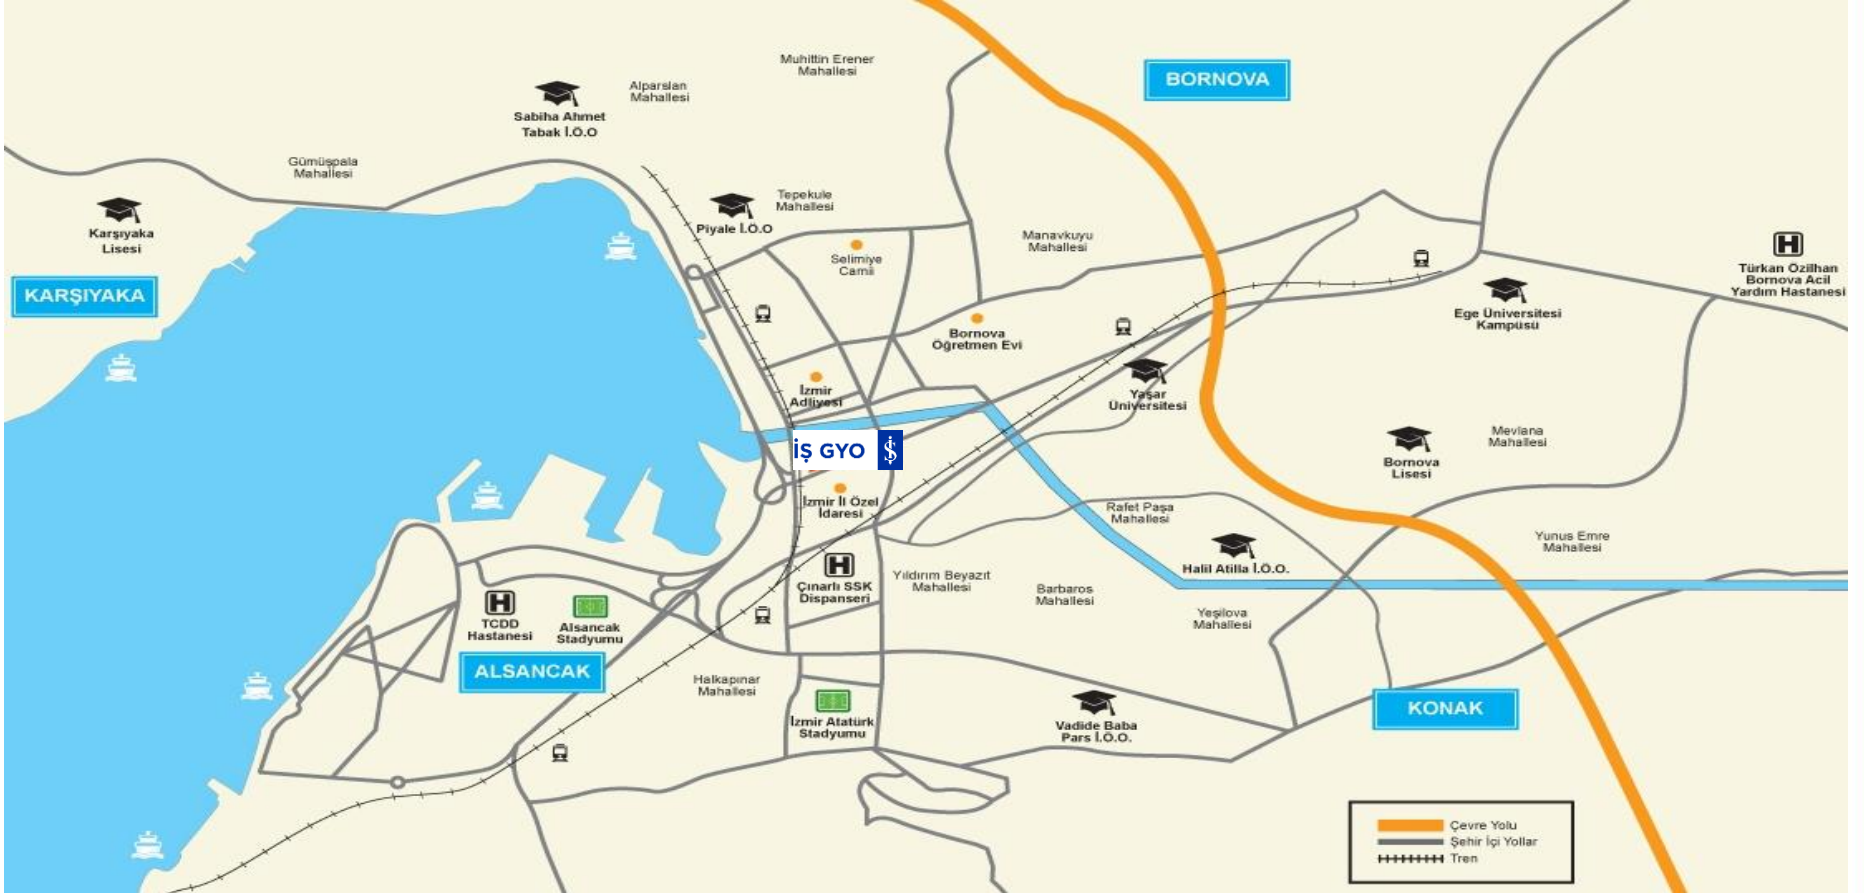 Muhittin Erener
Mahallesi
BORNOVA
Alparslan
Mahallesi
Sabiha Ahmet
Tabak İ.Ö.O
Gümüşpala
Mahallesi
Karşıyaka
Lisesi
Piyale İ.Ö.O
Tepekule
Mahallesi
Selimiye
Camii
Manavkuyu
Mahallesi
H
Türkan Özilhan
Bornova Acil
Yardım Hastanesi
KARŞIYAKA
Ege Üniversitesi
Kampüsü
Bornova
Öğretmen Evi
İzmir
Adliyesi
Yaşar
Üniversitesi
İŞ GYO
Mevlana
Mahallesi
Bornova
Lisesi
İzmir İl Özel
İdaresi
Rafet Paşa
Mahallesi
Yunus Emre
Mahallesi
Halil Atilla İ.Ö.O.
H
Çınarlı SSK
Dispanseri
Yıldırım Beyazıt
Mahallesi
Barbaros
Mahallesi
Yeşilova
Mahallesi
H
TCDD
Hastanesi
Alsancak
Stadyumu
ALSANCAK
Halkapınar
Mahallesi
İzmir Atatürk
Stadyumu
Vadide Baba
Pars İ.Ö.O.
KONAK
Çevre Yolu
Şehir İçi Yollar
Tren